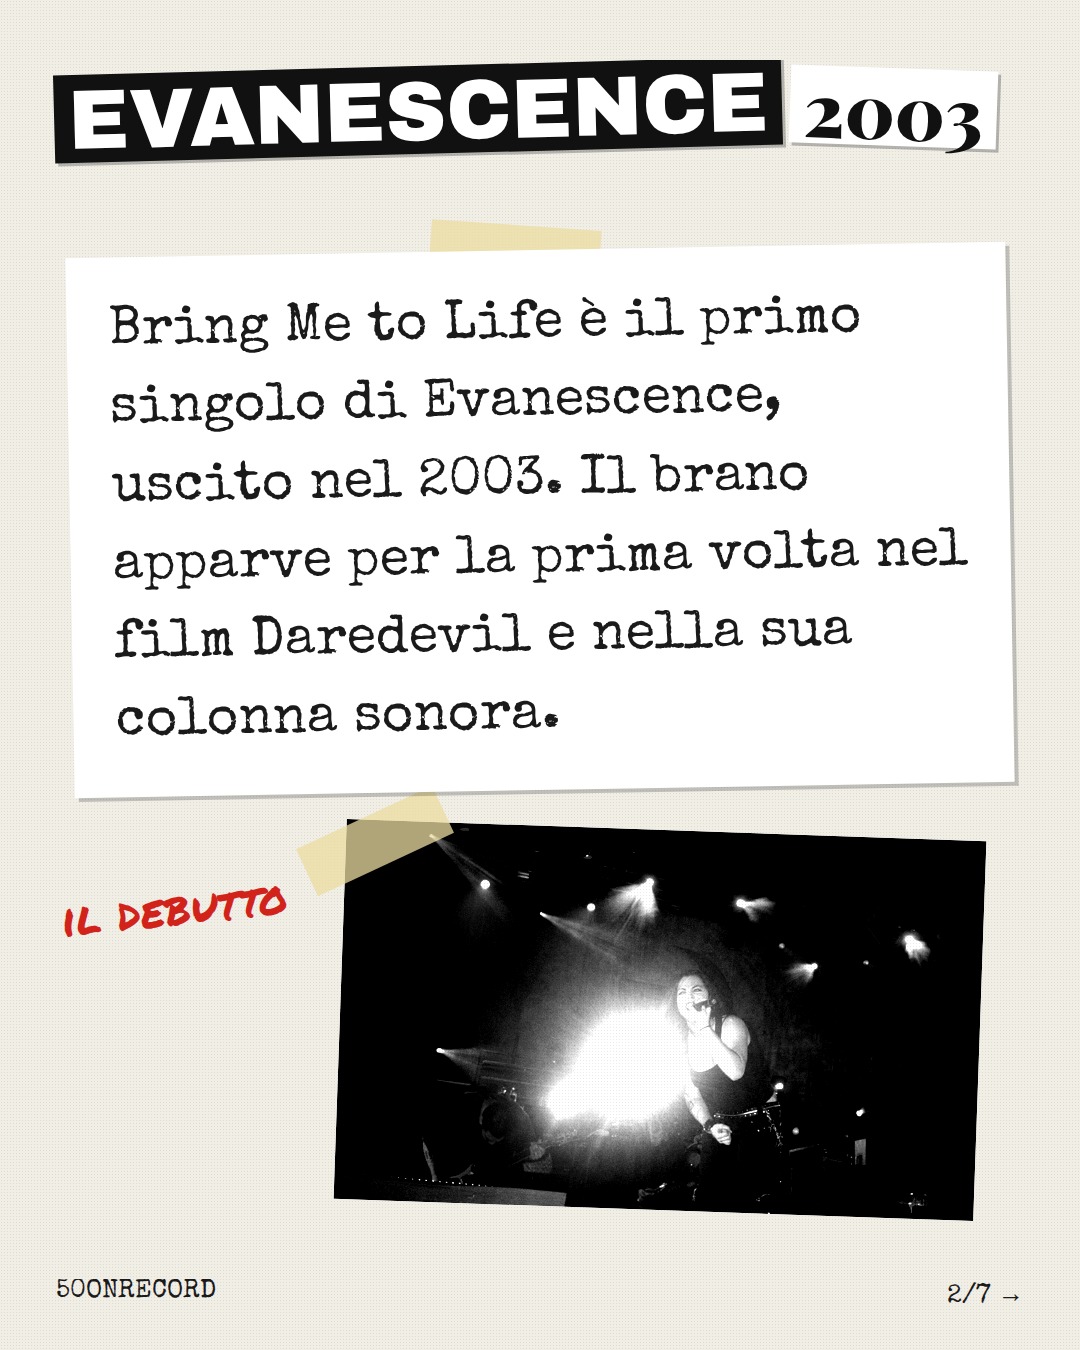 EVANESCENCE 2003
Bring Me to Life è il primo
singolo di Evanescence,
uscito nel 2003. Il brano
apparve per la prima volta nel
film Daredevil e nella sua
colonna sonora.
IL DEBUTTO
50ONRECORD
2/7 →